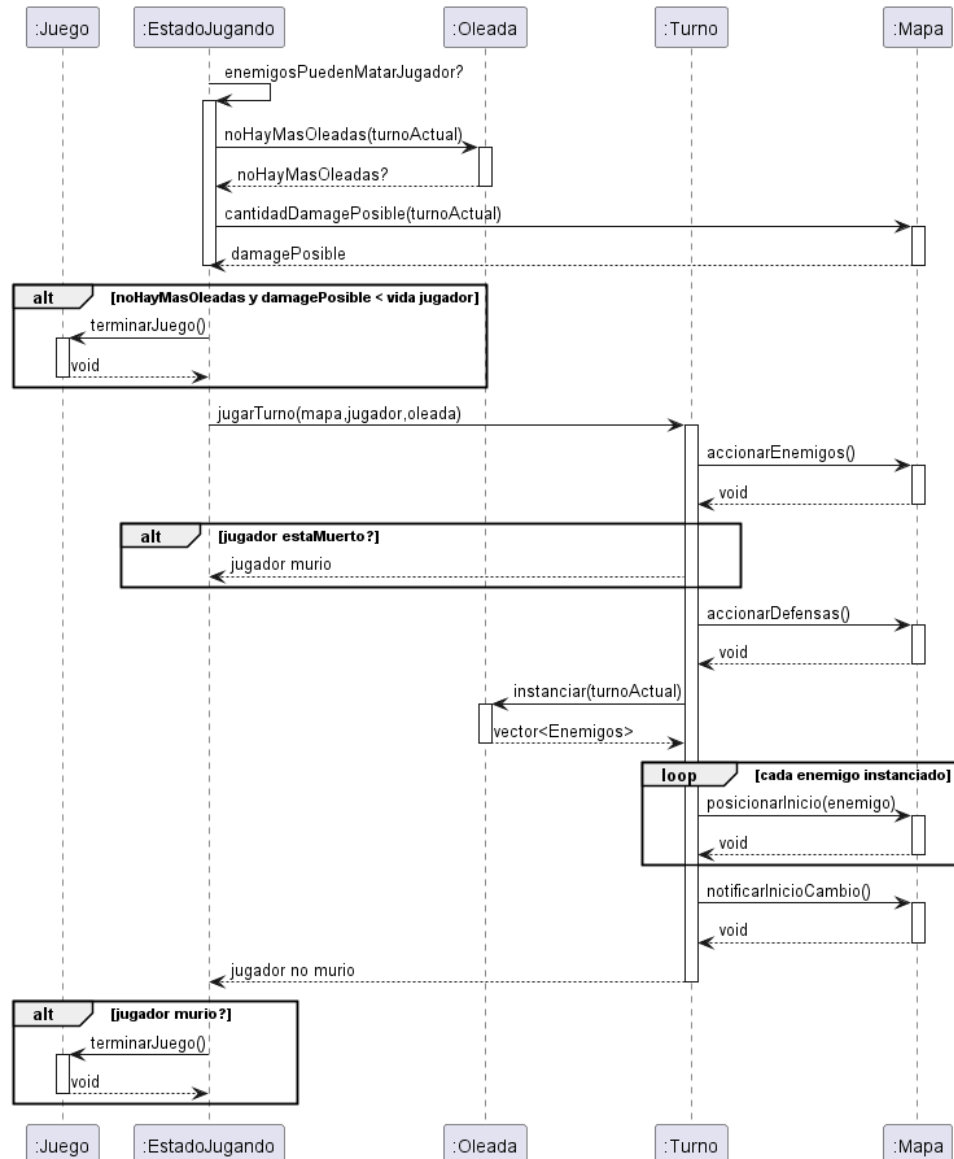 :Juego :EstadoJugando :Oleada :Turno :Mapa
enemigosPuedenMatarJugador?
noHayMasOleadas(turnoActual)
noHayMasOleadas?
cantidadDamagePosible(turnoActual)
damagePosible
alt [noHayMasOleadas y damagePosible < vida jugador]
terminarJuego()
void
jugarTurno(mapa,jugador,oleada)
accionarEnemigos()
void
alt [jugador estaMuerto?]
jugador murio
accionarDefensas()
void
instanciar(turnoActual)
vector<Enemigos>
loop [cada enemigo instanciado]
posicionarInicio(enemigo)
void
notificarInicioCambio()
void
jugador no murio
alt [jugador murio?]
terminarJuego()
void
:Juego :EstadoJugando :Oleada :Turno :Mapa